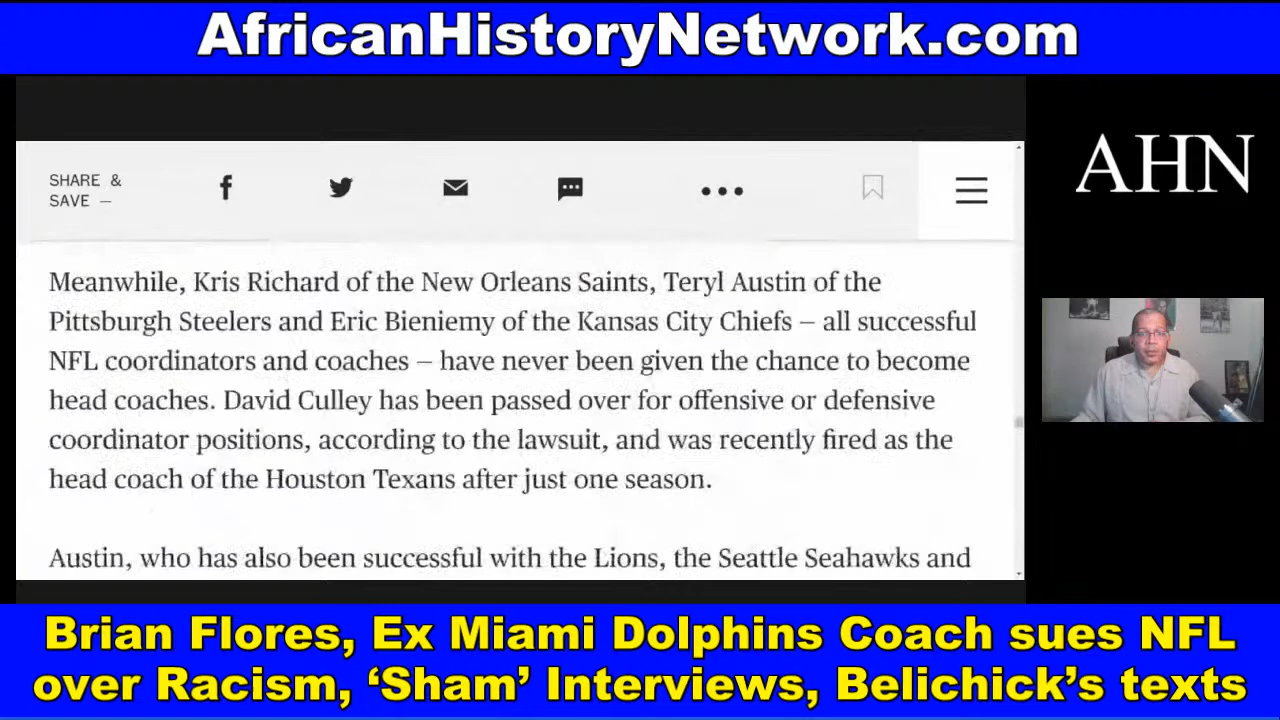 AfricanHistoryNetwork.com
AHN
SHARE &
SAVE —
Meanwhile, Kris Richard of the New Orleans Saints, Teryl Austin of the
Pittsburgh Steelers and Eric Bieniemy of the Kansas City Chiefs — all successful
NFL coordinators and coaches — have never been given the chance to become
head coaches. David Culley has been passed over for offensive or defensive
coordinator positions, according to the lawsuit, and was recently fired as the
head coach of the Houston Texans after just one season.
Austin, who has also been successful with the Lions, the Seattle Seahawks and
Brian Flores, Ex Miami Dolphins Coach sues NFL
over Racism, ‘Sham’ Interviews, Belichick’s texts